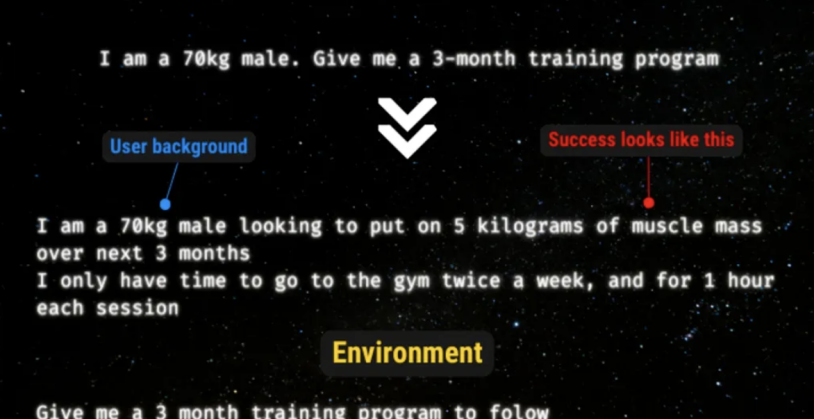 I am a 70kg male. Give me a 3-month training program
User background
Success looks like this
I am a 70kg male looking to put on 5 kilograms of muscle mass
over next 3 months
I only have time to go to the gym twice a week, and for 1 hour
each session
Environment
Give me a 3 month training program to folow